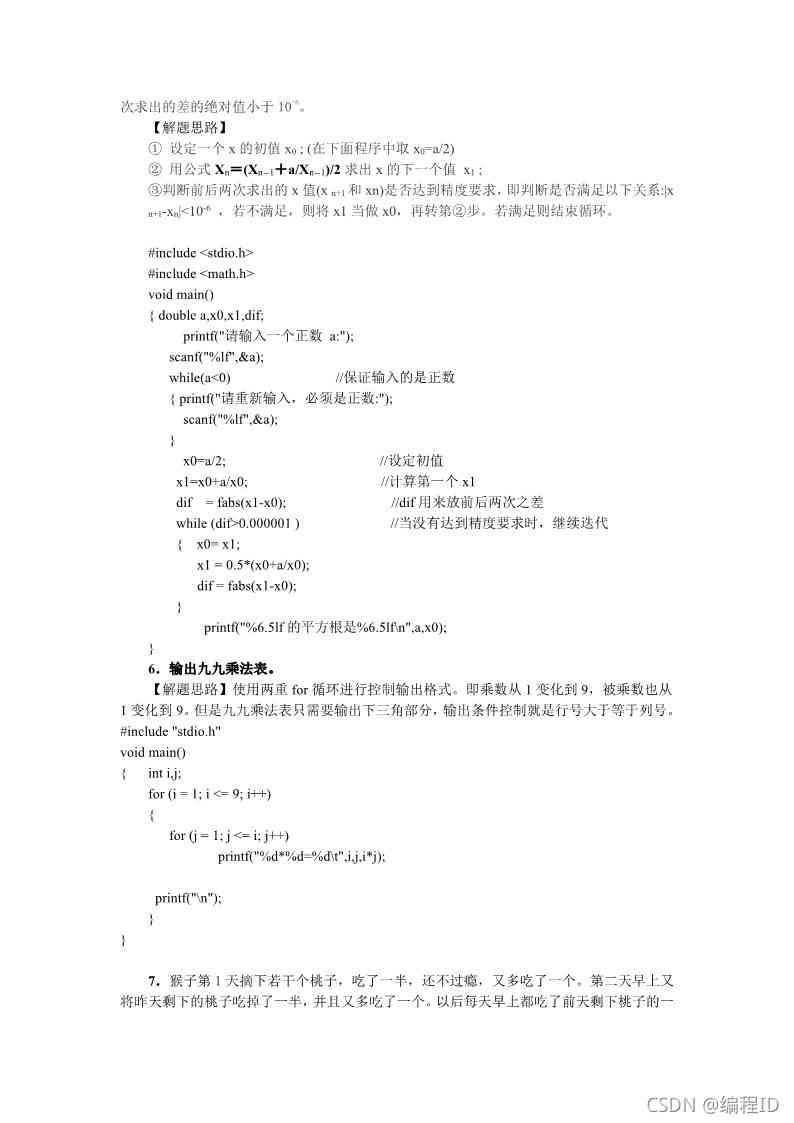 次求出的差的绝对值小于 10⁻⁶。
【解题思路】
① 设定一个 x 的初值 x₀ ; (在下面程序中取 x₀=a/2)
② 用公式 Xₙ＝(Xₙ₋₁＋a/Xₙ₋₁)/2 求出 x 的下一个值 x₁ ;
③判断前后两次求出的 x 值(x ₙ₊₁ 和 xn)是否达到精度要求，即判断是否满足以下关系:|x
ₙ₊₁-xₙ|<10⁻⁶ ，若不满足，则将 x1 当做 x0，再转第②步。若满足则结束循环。
#include <stdio.h>
#include <math.h>
void main()
{ double a,x0,x1,dif;
printf("请输入一个正数 a:");
scanf("%lf",&a);
while(a<0) //保证输入的是正数
{ printf("请重新输入，必须是正数:");
scanf("%lf",&a);
}
x0=a/2; //设定初值
x1=x0+a/x0; //计算第一个 x1
dif = fabs(x1-x0); //dif 用来放前后两次之差
while (dif>0.000001 ) //当没有达到精度要求时，继续迭代
{ x0= x1;
x1 = 0.5*(x0+a/x0);
dif = fabs(x1-x0);
}
printf("%6.5lf 的平方根是%6.5lf\n",a,x0);
}
6．输出九九乘法表。
【解题思路】使用两重 for 循环进行控制输出格式。即乘数从 1 变化到 9，被乘数也从
1 变化到 9。但是九九乘法表只需要输出下三角部分，输出条件控制就是行号大于等于列号。
#include "stdio.h"
void main()
{ int i,j;
for (i = 1; i <= 9; i++)
{
for (j = 1; j <= i; j++)
printf("%d*%d=%d\t",i,j,i*j);
printf("\n");
}
}
7．猴子第 1 天摘下若干个桃子，吃了一半，还不过瘾，又多吃了一个。第二天早上又
将昨天剩下的桃子吃掉了一半，并且又多吃了一个。以后每天早上都吃了前天剩下桃子的一
CSDN @编程ID